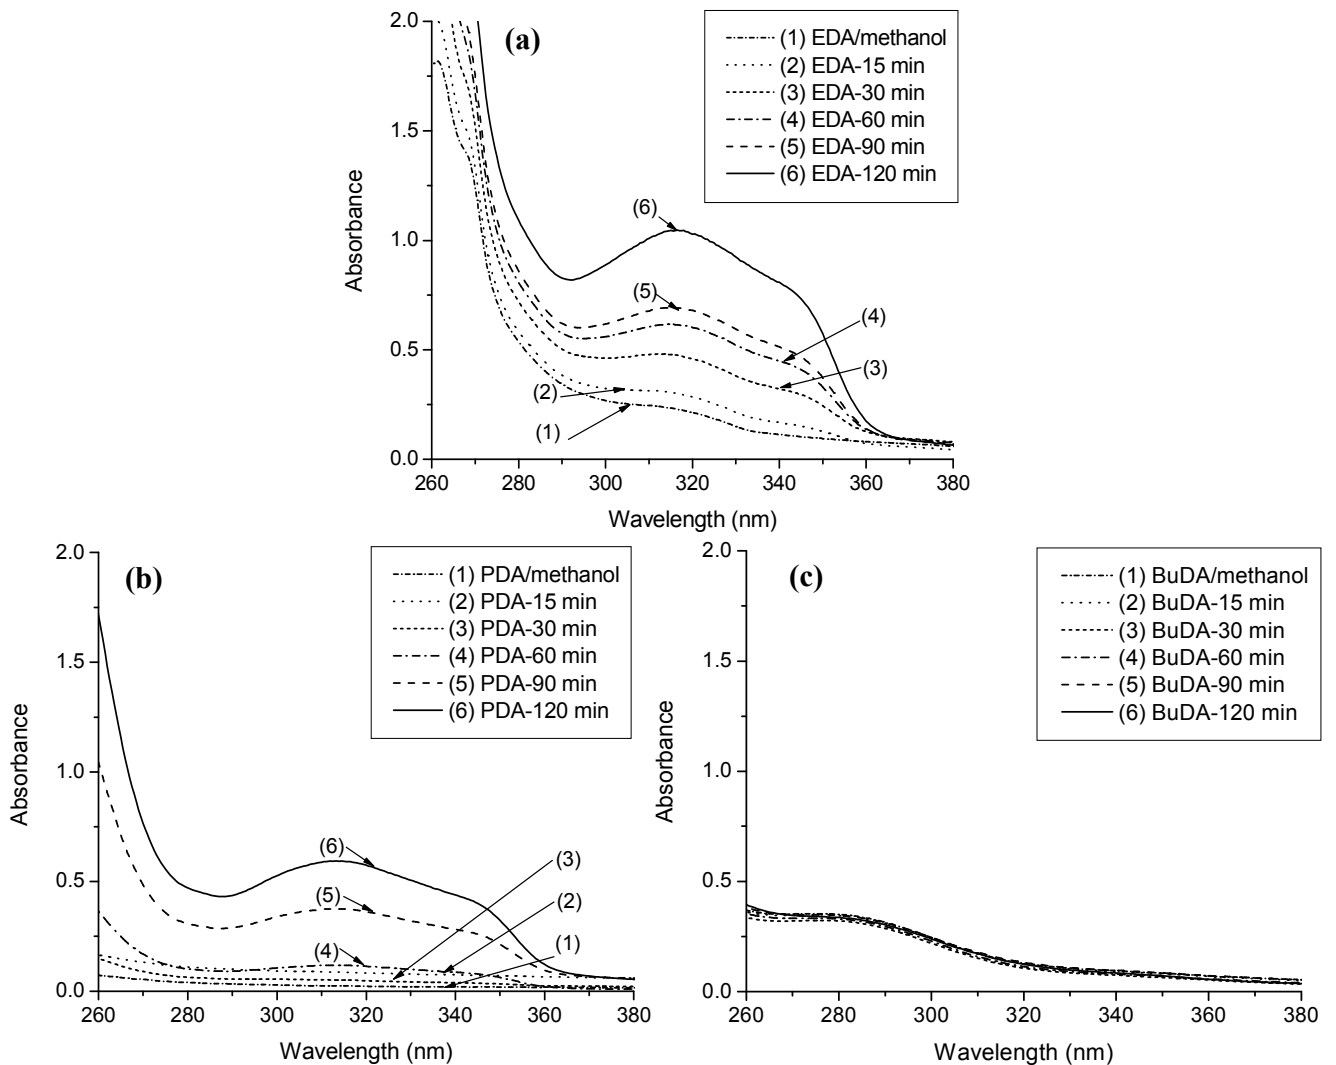 (a)
(1) EDA/methanol
(2) EDA-15 min
(3) EDA-30 min
(4) EDA-60 min
(5) EDA-90 min
(6) EDA-120 min
2.0
1.5
1.0
0.5
0.0
Absorbance
(6)
(5)
(4)
(3)
(2)
(1)
260 280 300 320 340 360 380
Wavelength (nm)
(b)
(1) PDA/methanol
(2) PDA-15 min
(3) PDA-30 min
(4) PDA-60 min
(5) PDA-90 min
(6) PDA-120 min
2.0
1.5
1.0
0.5
0.0
Absorbance
(6)
(3)
(5)
(2)
(4)
(1)
260 280 300 320 340 360 380
Wavelength (nm)
(c)
(1) BuDA/methanol
(2) BuDA-15 min
(3) BuDA-30 min
(4) BuDA-60 min
(5) BuDA-90 min
(6) BuDA-120 min
2.0
1.5
1.0
0.5
0.0
Absorbance
260 280 300 320 340 360 380
Wavelength (nm)